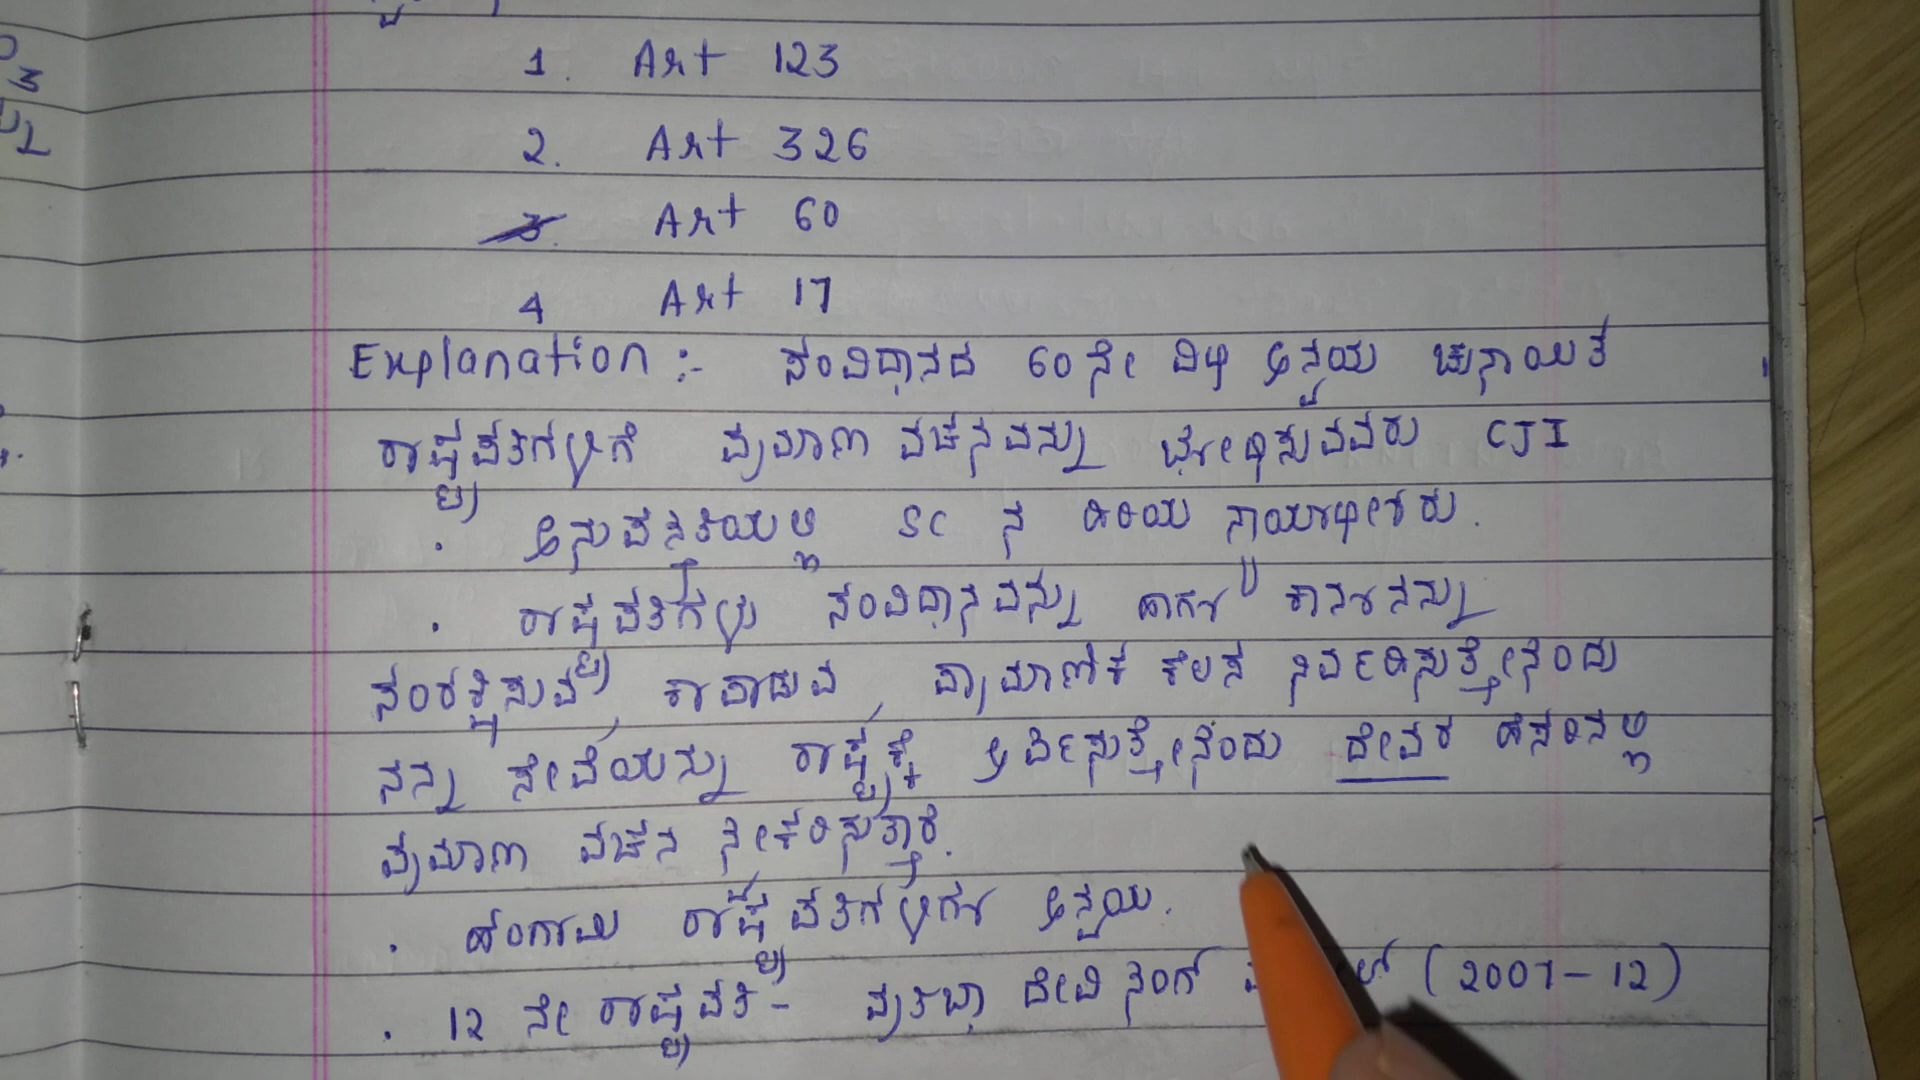 1. Art 123
2. Art 326
3. Art 60
4 Art 17
Explanation :- ಸಂವಿಧಾನದ 60ನೇ ವಿಧಿ ಅನ್ವಯ ಚುನಾಯಿತ
ರಾಷ್ಟ್ರಪತಿಗಳಿಗೆ ಪ್ರಮಾಣ ವಚನವನ್ನು ಭೋಧಿಸುವವರು CJI
. ಅನುಪಸ್ಥಿತಿಯಲ್ಲಿ SC ನ ಹಿರಿಯ ನ್ಯಾಯಾಧೀಶರು.
. ರಾಷ್ಟ್ರಪತಿಗಳು ಸಂವಿಧಾನವನ್ನು ಹಾಗೂ ಕಾನೂನನ್ನು
ಸಂರಕ್ಷಿಸುವ, ಕಾಪಾಡುವ, ಪ್ರಾಮಾಣಿಕ ಕೆಲಸ ನಿರ್ವಹಿಸುತ್ತೇನೆಂದು
ನನ್ನ ಸೇವೆಯನ್ನು ರಾಷ್ಟ್ರಕ್ಕೆ ಅರ್ಪಿಸುತ್ತೇನೆಂದು ದೇವರ ಹೆಸರಿನಲ್ಲಿ
ಪ್ರಮಾಣ ವಚನ ಸ್ವೀಕರಿಸುತ್ತಾರೆ.
. ಹಂಗಾಮಿ ರಾಷ್ಟ್ರಪತಿಗಳಿಗೂ ಅನ್ವಯ.
. 12 ನೇ ರಾಷ್ಟ್ರಪತಿ - ಪ್ರತಿಭಾ ದೇವಿ ಸಿಂಗ್ (2007-12)